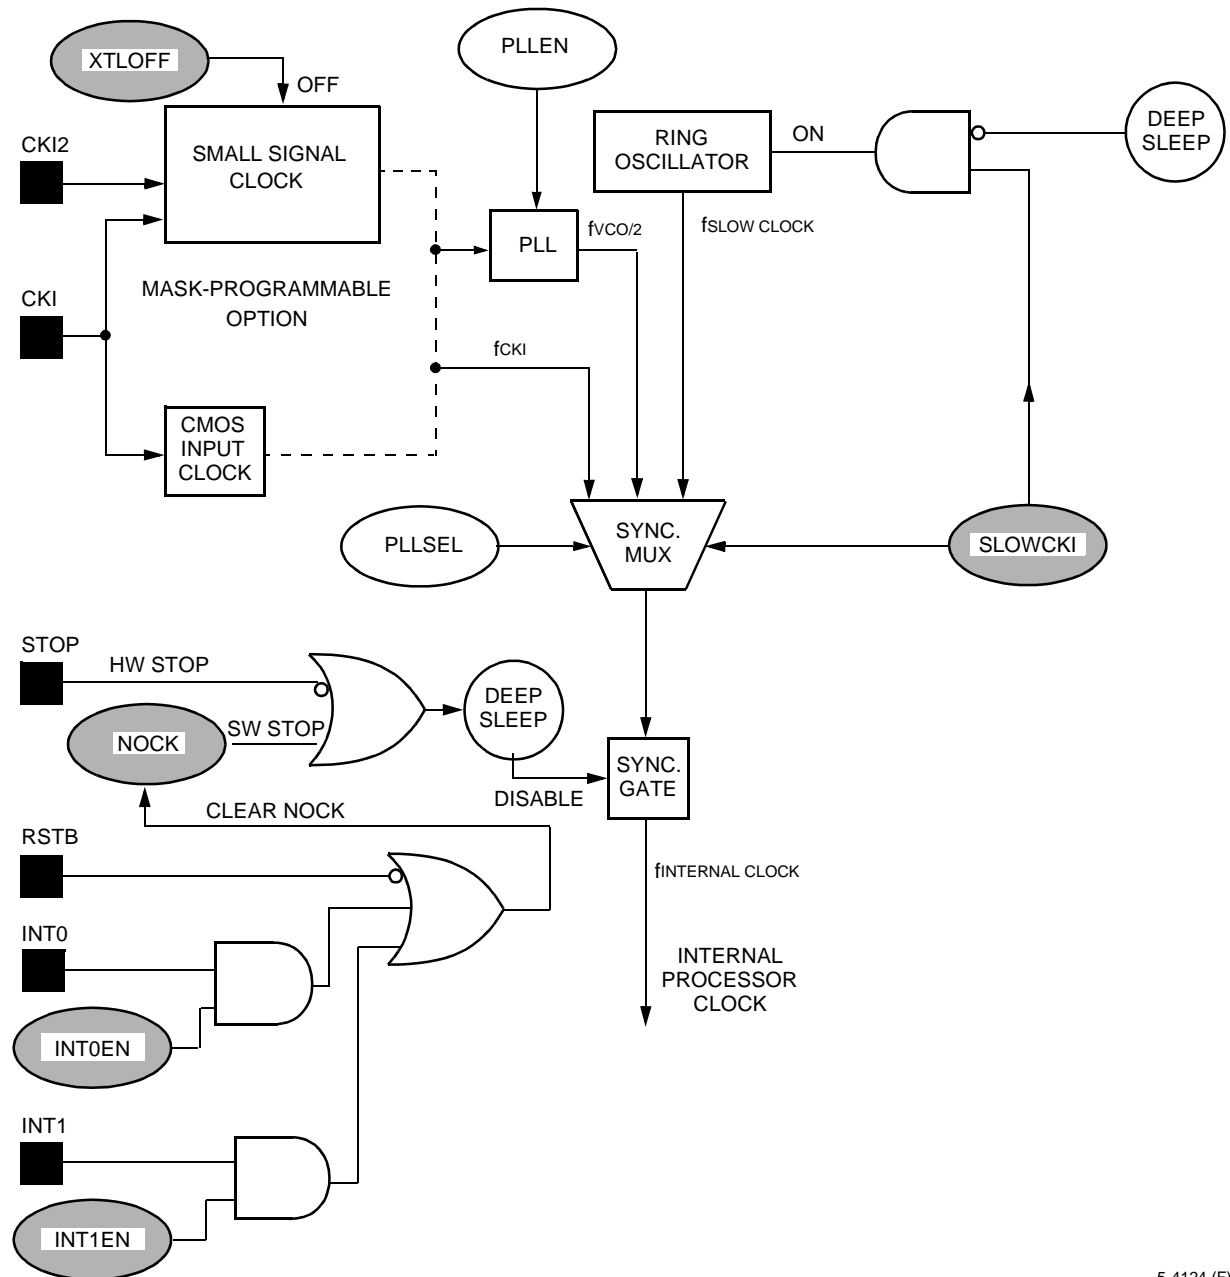 XTLOFF
OFF
PLLEN
CKI2
SMALL SIGNAL
CLOCK
RING
OSCILLATOR
ON
DEEP
SLEEP
PLL
fVCO/2
fSLOW CLOCK
CKI
MASK-PROGRAMMABLE
OPTION
fCKI
CMOS
INPUT
CLOCK
PLLSEL
SYNC.
MUX
SLOWCKI
STOP
HW STOP
NOCK
SW STOP
DEEP
SLEEP
DISABLE
SYNC.
GATE
CLEAR NOCK
RSTB
fINTERNAL CLOCK
INT0
INTERNAL
PROCESSOR
CLOCK
INT0EN
INT1
INT1EN
5-4124 (F)